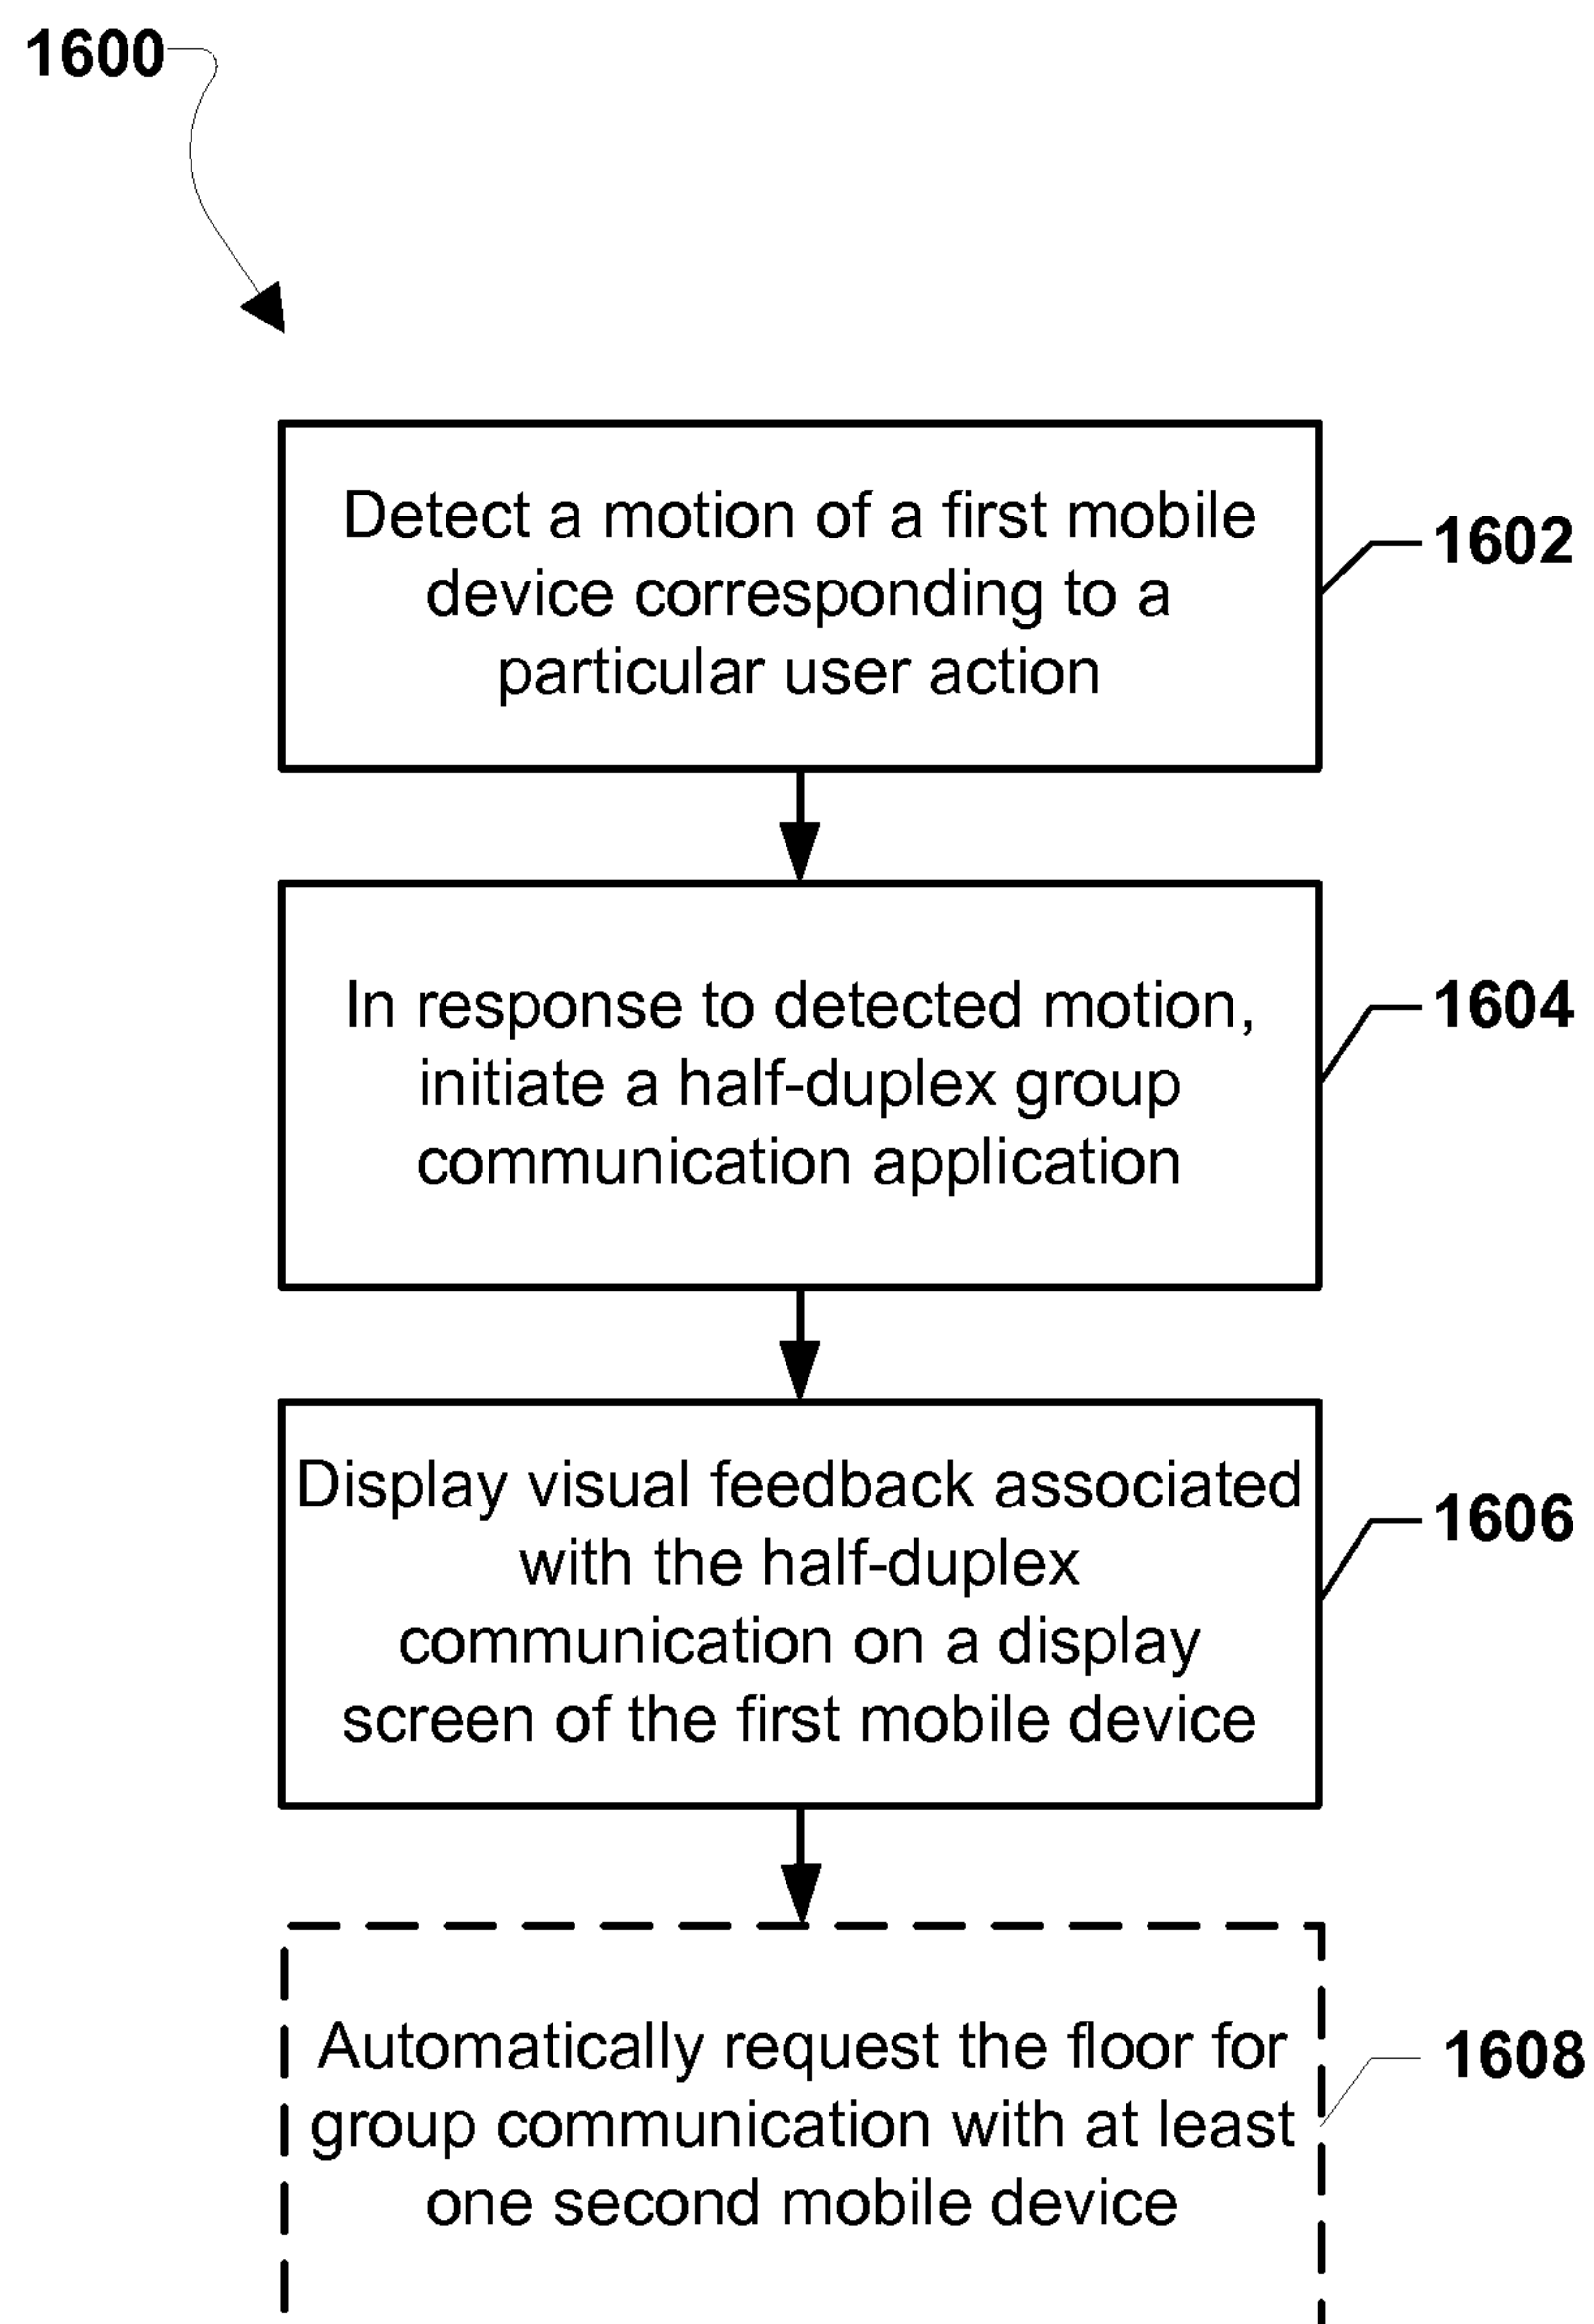 1600
Detect a motion of a first mobile
device corresponding to a
particular user action
1602
In response to detected motion,
initiate a half-duplex group
communication application
1604
Display visual feedback associated
with the half-duplex
communication on a display
screen of the first mobile device
1606
Automatically request the floor for
group communication with at least
one second mobile device
1608